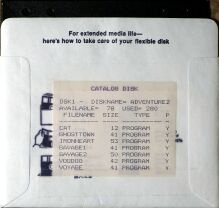 For extended media life—
here's how to take care of your flexible disk
CATALOG DISK
DSK1 - DISKNAME= ADVENTURE2
AVAILABLE= 78 USED= 280
FILENAME SIZE TYPE P
CAT 12 PROGRAM Y
GHOSTTOWN 41 PROGRAM Y
IRONHEART 53 PROGRAM Y
SAVAGE1 41 PROGRAM Y
SAVAGE2 50 PROGRAM Y
VOODOO 42 PROGRAM Y
VOYAGE 41 PROGRAM Y